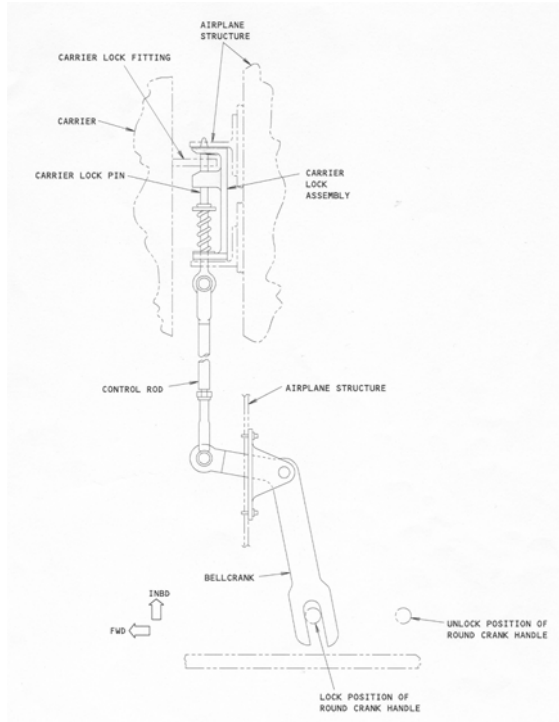 AIRPLANE
STRUCTURE
CARRIER LOCK FITTING
CARRIER
CARRIER LOCK PIN
CARRIER
LOCK
ASSEMBLY
AIRPLANE STRUCTURE
CONTROL ROD
BELLCRANK
INBD
FWD
UNLOCK POSITION OF
ROUND CRANK HANDLE
LOCK POSITION OF
ROUND CRANK HANDLE